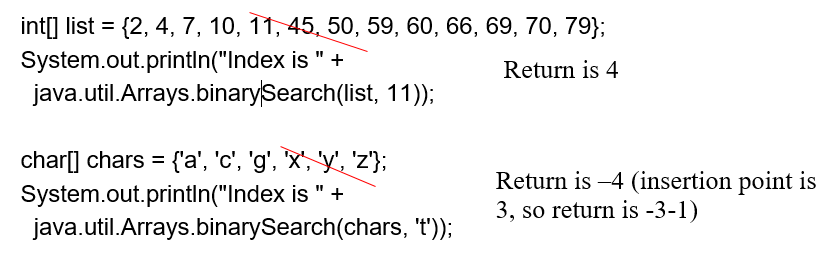 int[] list = {2, 4, 7, 10, 11, 45, 50, 59, 60, 66, 69, 70, 79};
System.out.println("Index is " +
java.util.Arrays.binarySearch(list, 11));
Return is 4
char[] chars = {'a', 'c', 'g', 'x', 'y', 'z'};
System.out.println("Index is " +
java.util.Arrays.binarySearch(chars, 't'));
Return is –4 (insertion point is
3, so return is -3-1)